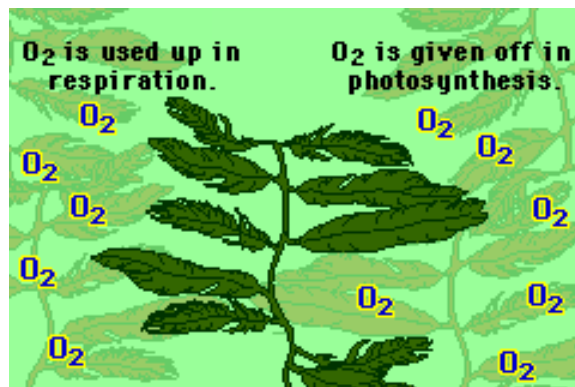 O₂ is used up in
respiration.
O₂ is given off in
photosynthesis.
O₂
O₂
O₂
O₂
O₂
O₂
O₂
O₂
O₂
O₂
O₂